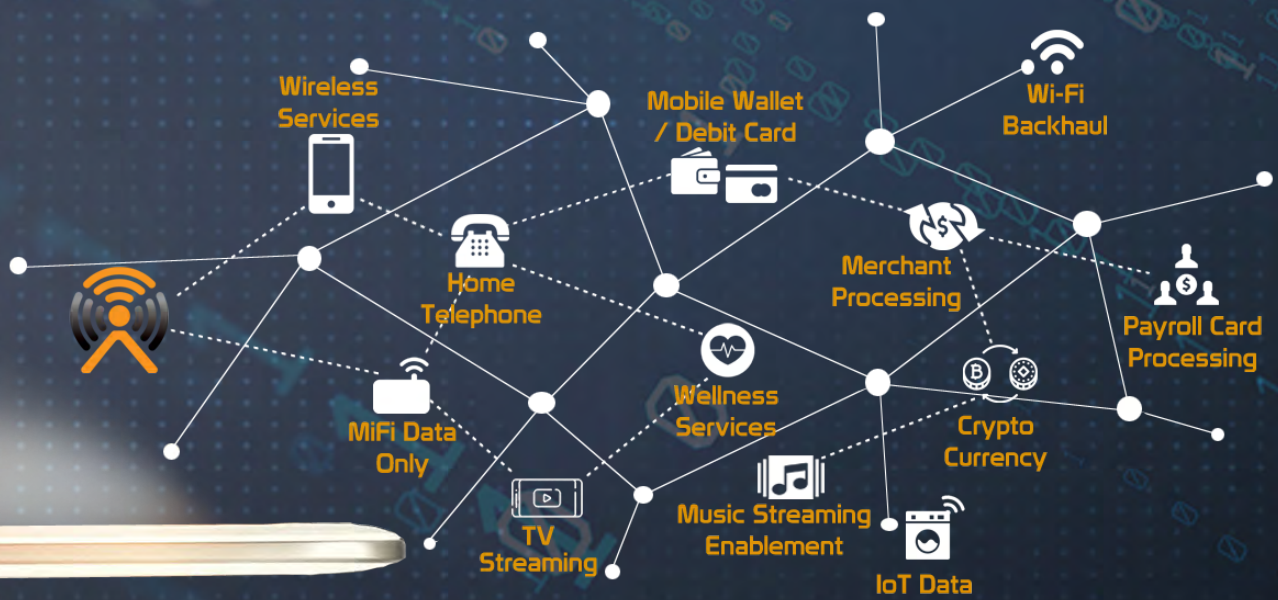 Wireless
Services
Mobile Wallet
/ Debit Card
Wi-Fi
Backhaul
Home
Telephone
Merchant
Processing
Payroll Card
Processing
MiFi Data
Only
Wellness
Services
Crypto
Currency
TV
Streaming
Music Streaming
Enablement
IoT Data